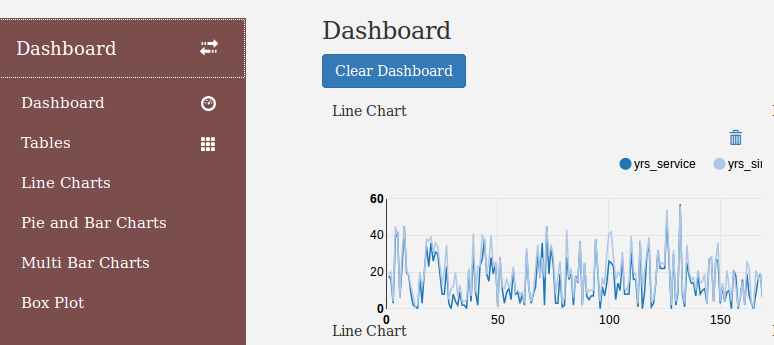 Dashboard
Dashboard
Tables
Line Charts
Pie and Bar Charts
Multi Bar Charts
Box Plot
Dashboard
Clear Dashboard
Line Chart
yrs_service yrs_si
60
40
20
0
0 50 100 150
Line Chart